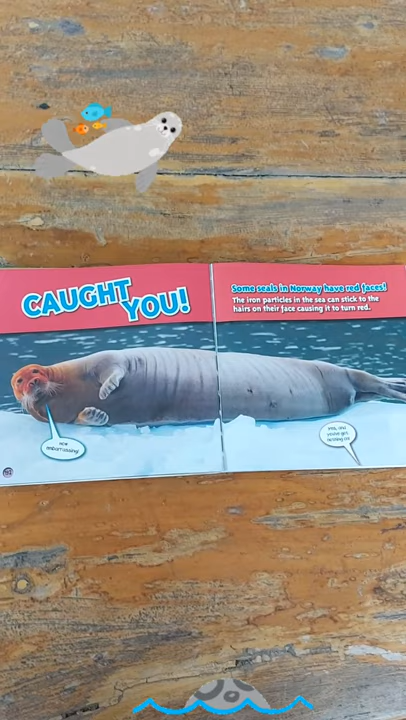 CAUGHT
YOU!
Some seals in Norway have red faces!
The iron particles in the sea can stick to the
hairs on their face causing it to turn red.
How
embarrassing!